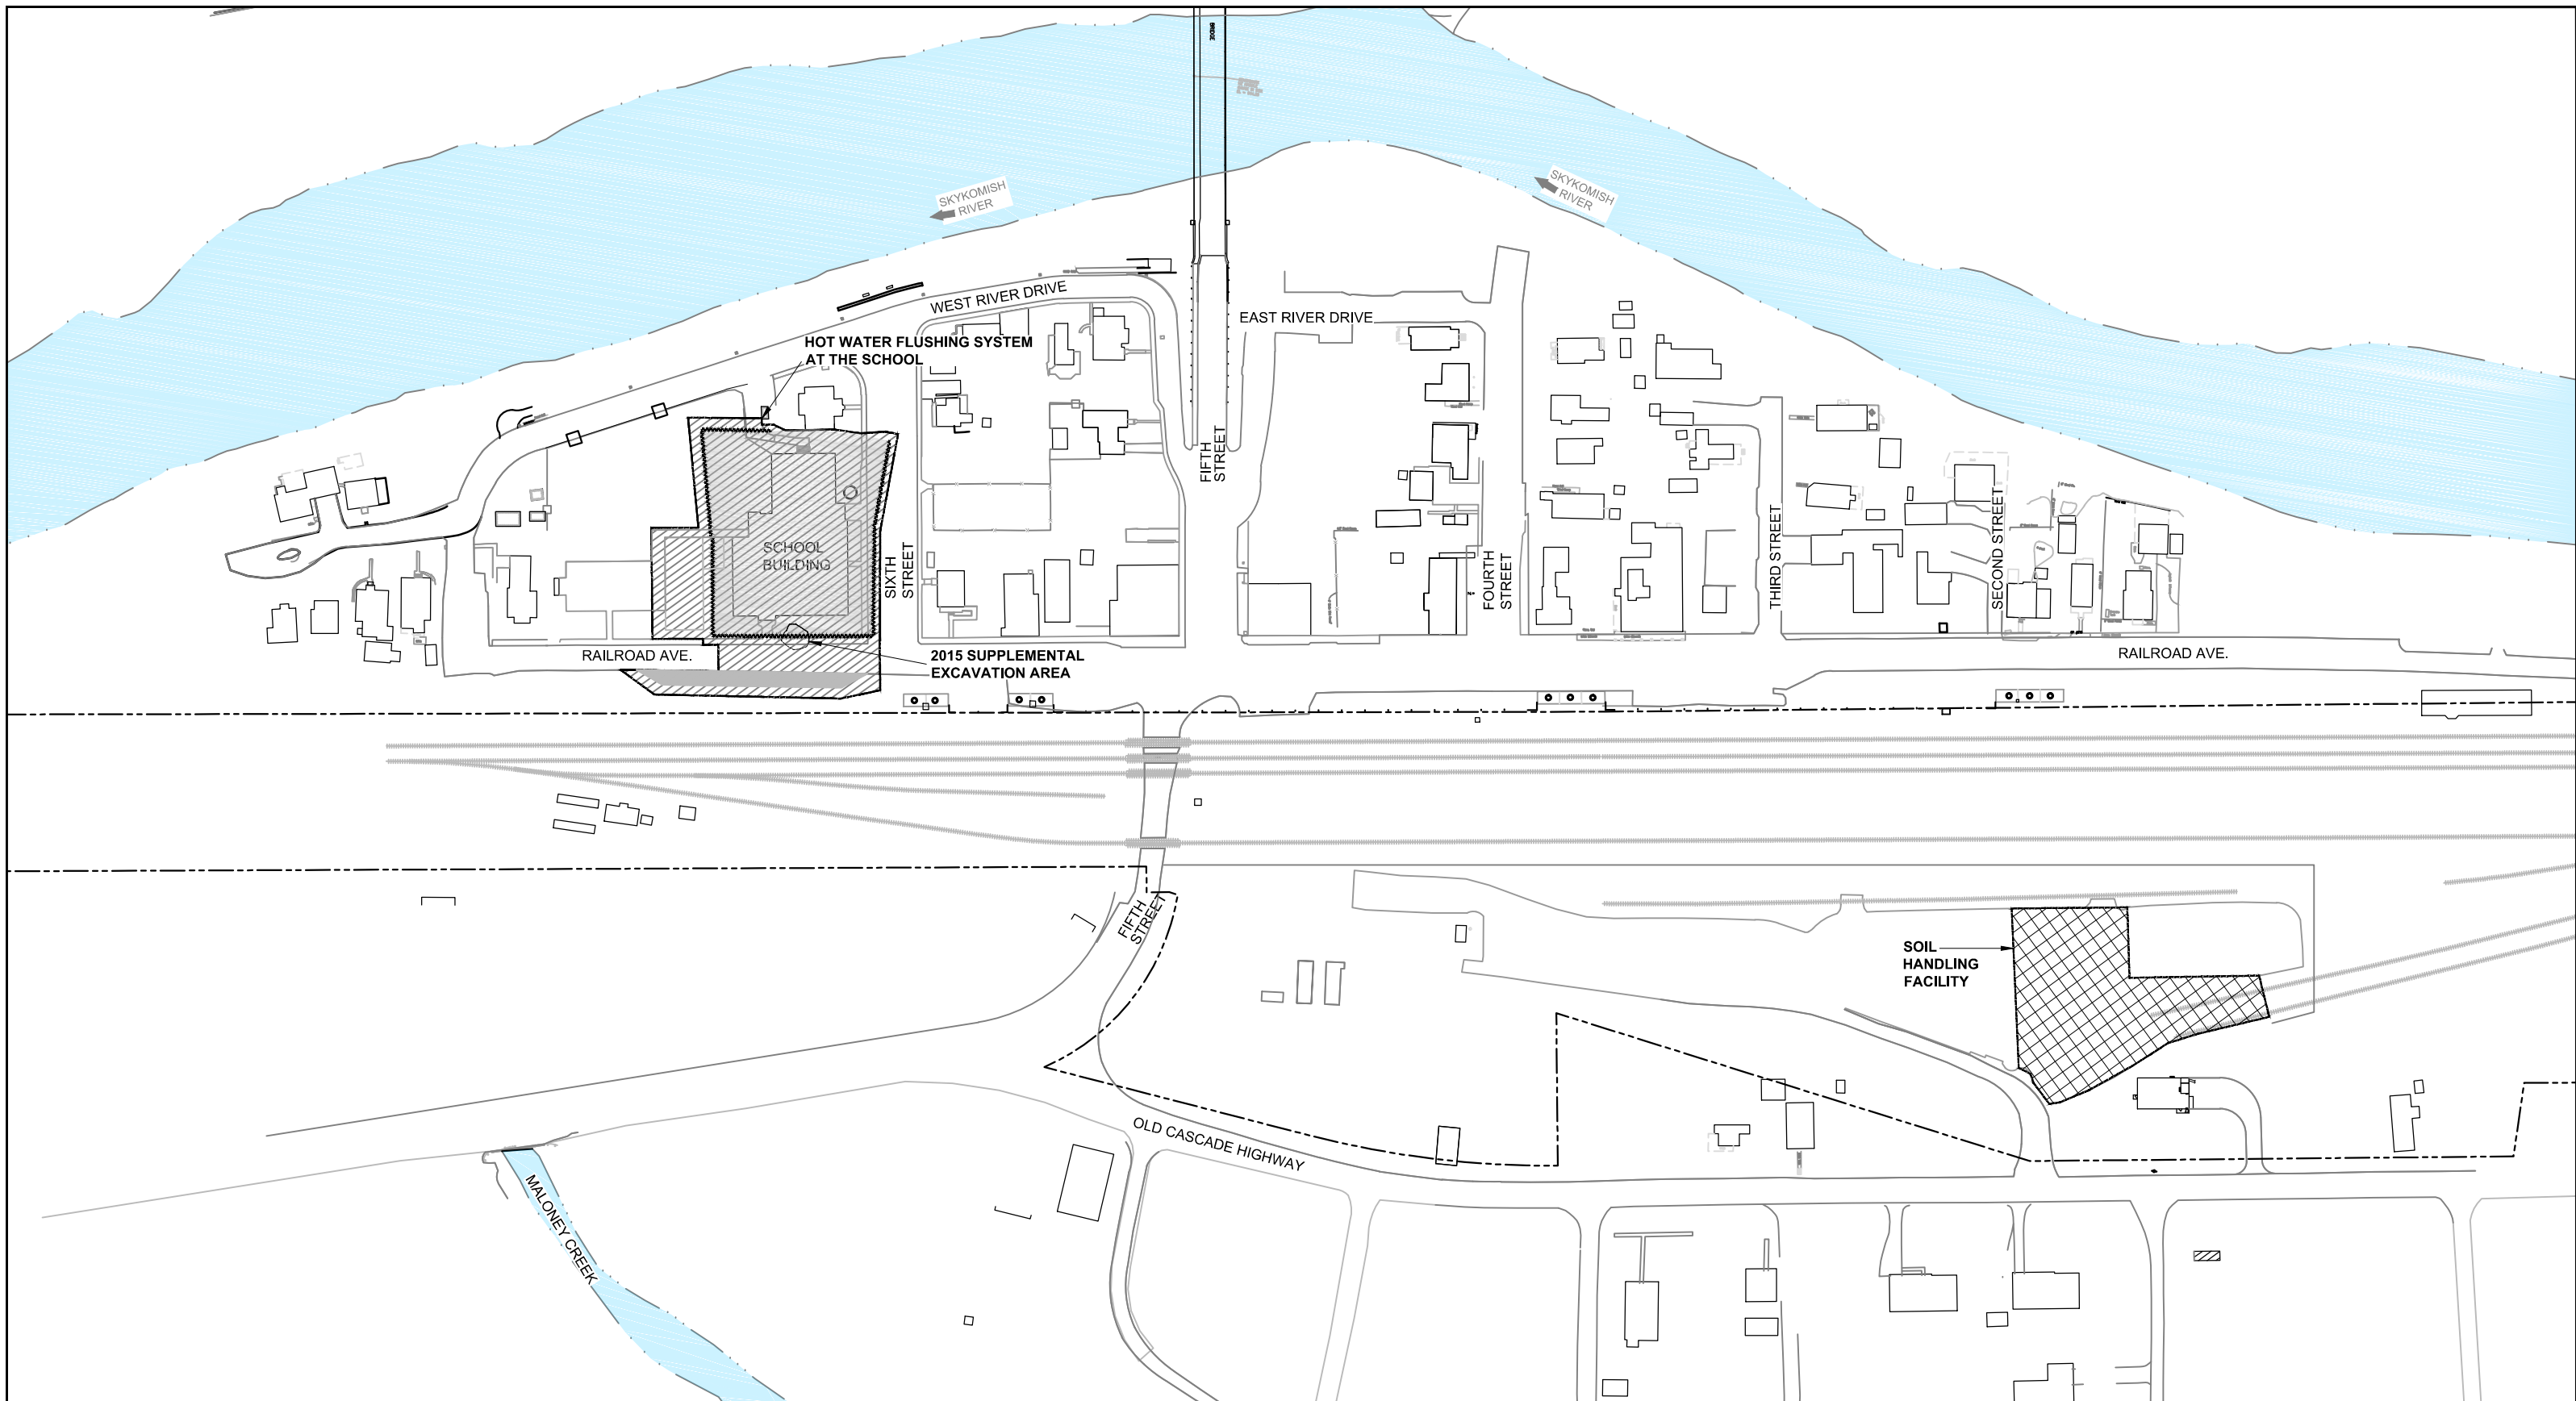 BRIDGE
SKYKOMISH
RIVER
SKYKOMISH
RIVER
WEST RIVER DRIVE
EAST RIVER DRIVE
HOT WATER FLUSHING SYSTEM
AT THE SCHOOL
FIFTH
STREET
SCHOOL
BUILDING
SIXTH
STREET
FOURTH
STREET
THIRD STREET
SECOND STREET
RAILROAD AVE.
2015 SUPPLEMENTAL
EXCAVATION AREA
RAILROAD AVE.
FIFTH
STREET
SOIL
HANDLING
FACILITY
OLD CASCADE HIGHWAY
MALONEY CREEK